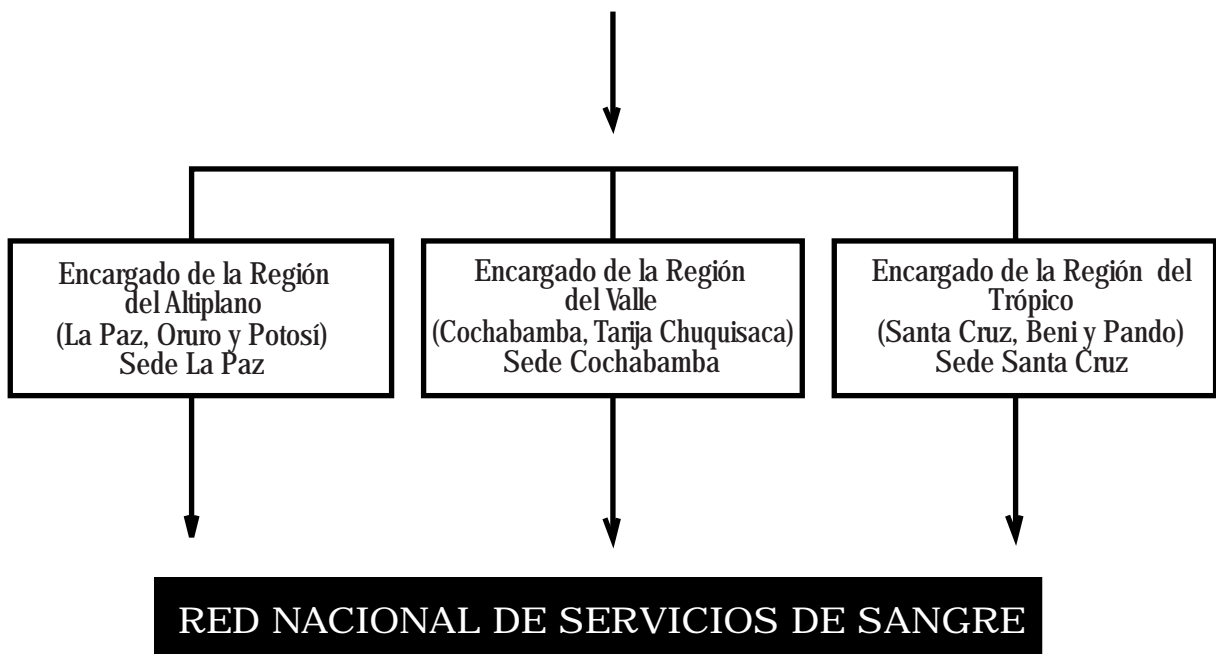 Encargado de la Región
del Altiplano
(La Paz, Oruro y Potosí)
Sede La Paz
Encargado de la Región
del Valle
(Cochabamba, Tarija Chuquisaca)
Sede Cochabamba
Encargado de la Región del
Trópico
(Santa Cruz, Beni y Pando)
Sede Santa Cruz
RED NACIONAL DE SERVICIOS DE SANGRE